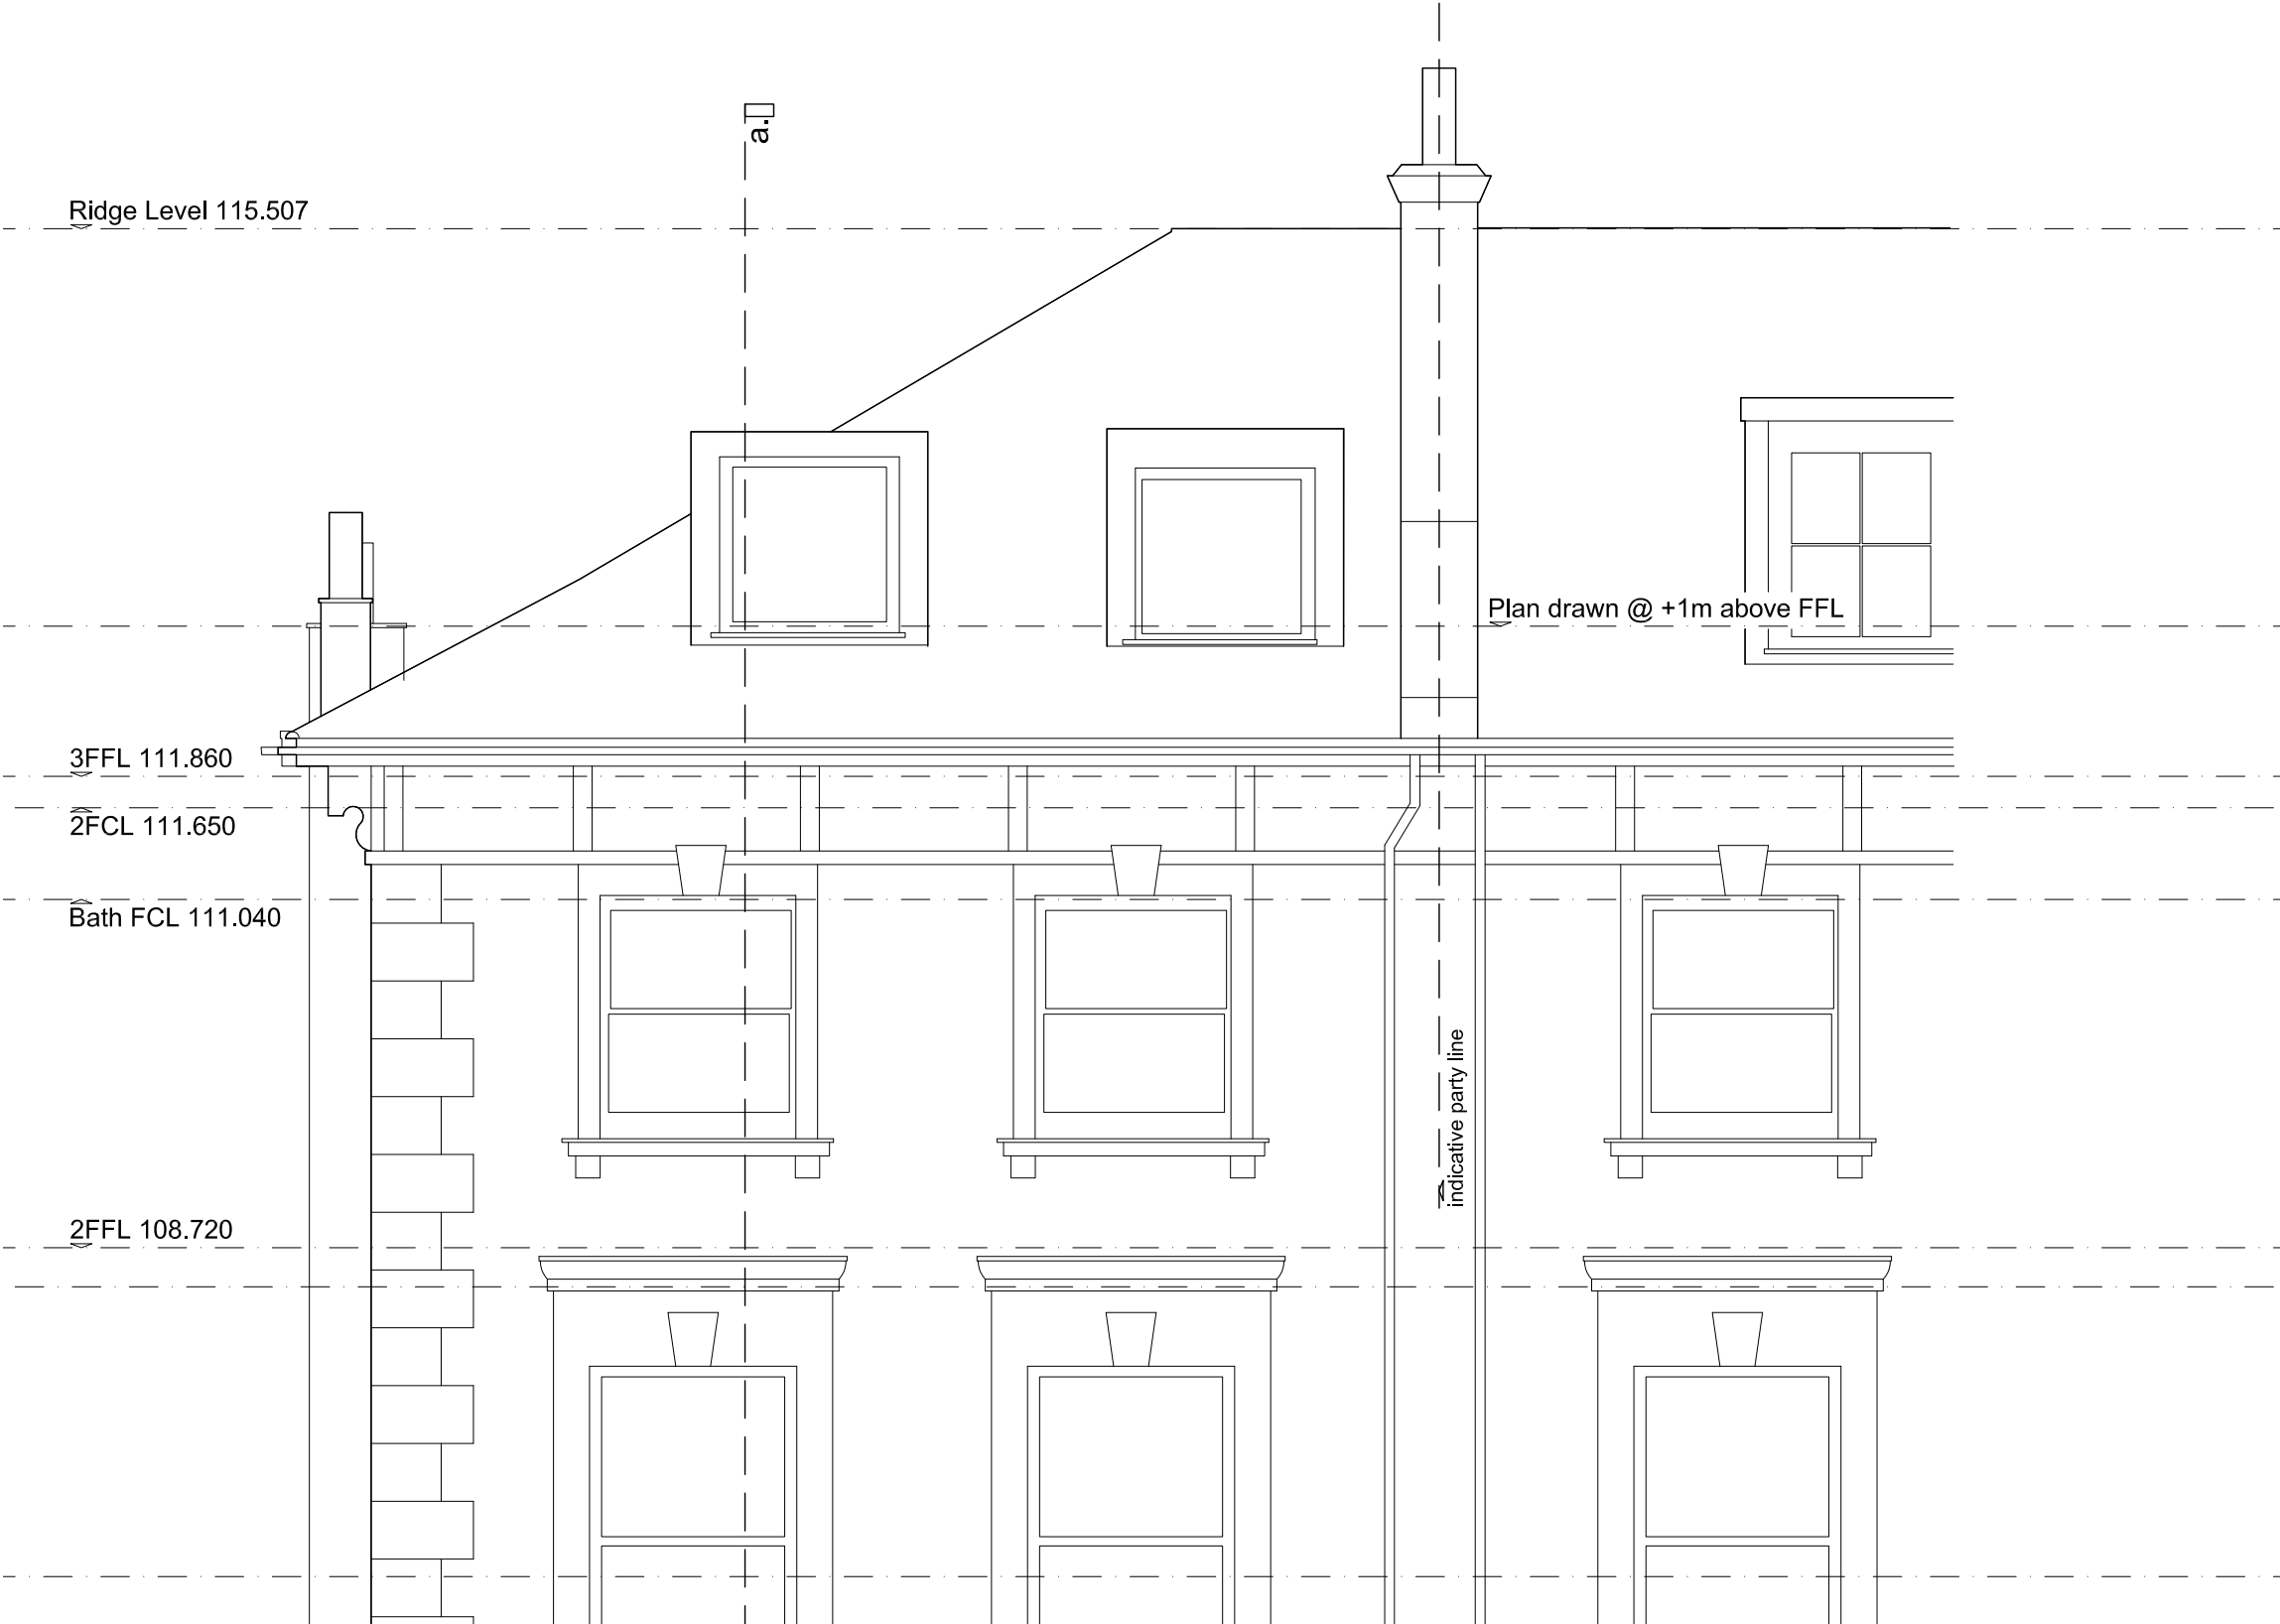 a.
Ridge Level 115.507
Plan drawn @ +1m above FFL
3FFL 111.860
2FCL 111.650
Bath FCL 111.040
indicative party line
2FFL 108.720